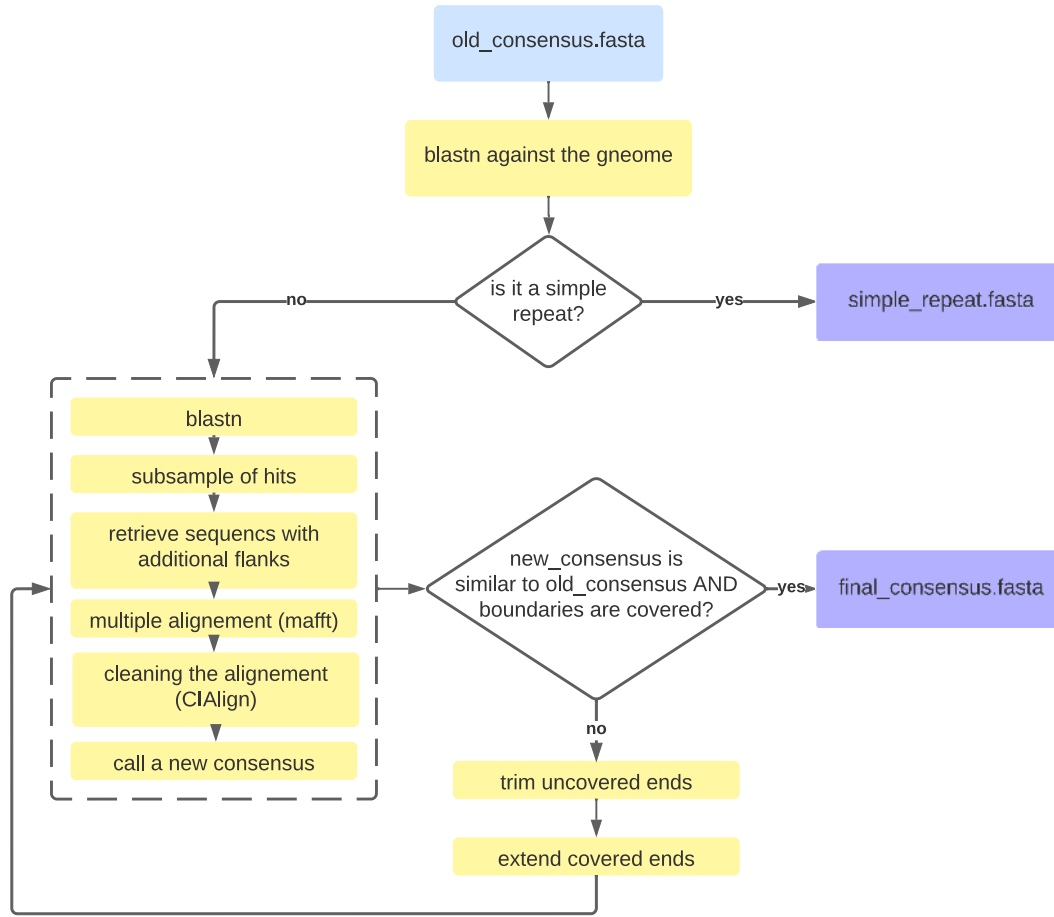 old_consensus.fasta
blastn against the gneome
is it a simple
repeat?
no
yes
simple_repeat.fasta
blastn
subsample of hits
retrieve sequencs with
additional flanks
multiple alignement (mafft)
cleaning the alignement
(CIAlign)
call a new consensus
new_consensus is
similar to old_consensus AND
boundaries are covered?
yes
final_consensus.fasta
no
trim uncovered ends
extend covered ends